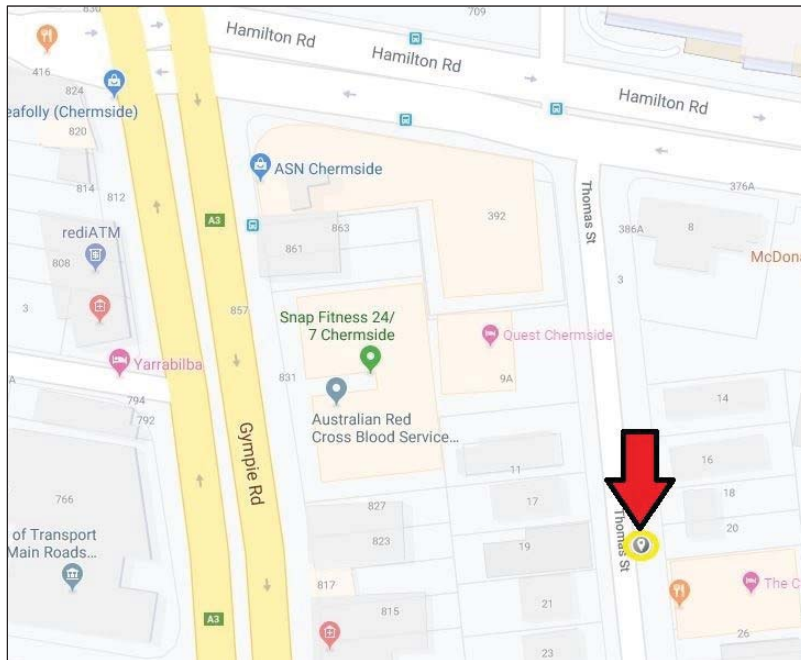 830
709
Hamilton Rd
Hamilton Rd
Hamilton Rd
416
824
eafolly (Chermside)
820
814
812
ASN Chermside
376A
A3
392
386A
8
rediATM
808
861
863
McDona
3
3
857
Snap Fitness 24/
7 Chermside
Quest Chermside
Yarrabilba
831
9A
A
794
792
14
Australian Red
Cross Blood Service...
Thomas St
Gympie Rd
11
16
766
827
17
18
of Transport
Main Roads...
823
19
20
Thomas St
817
The C
A3
815
21
26
23